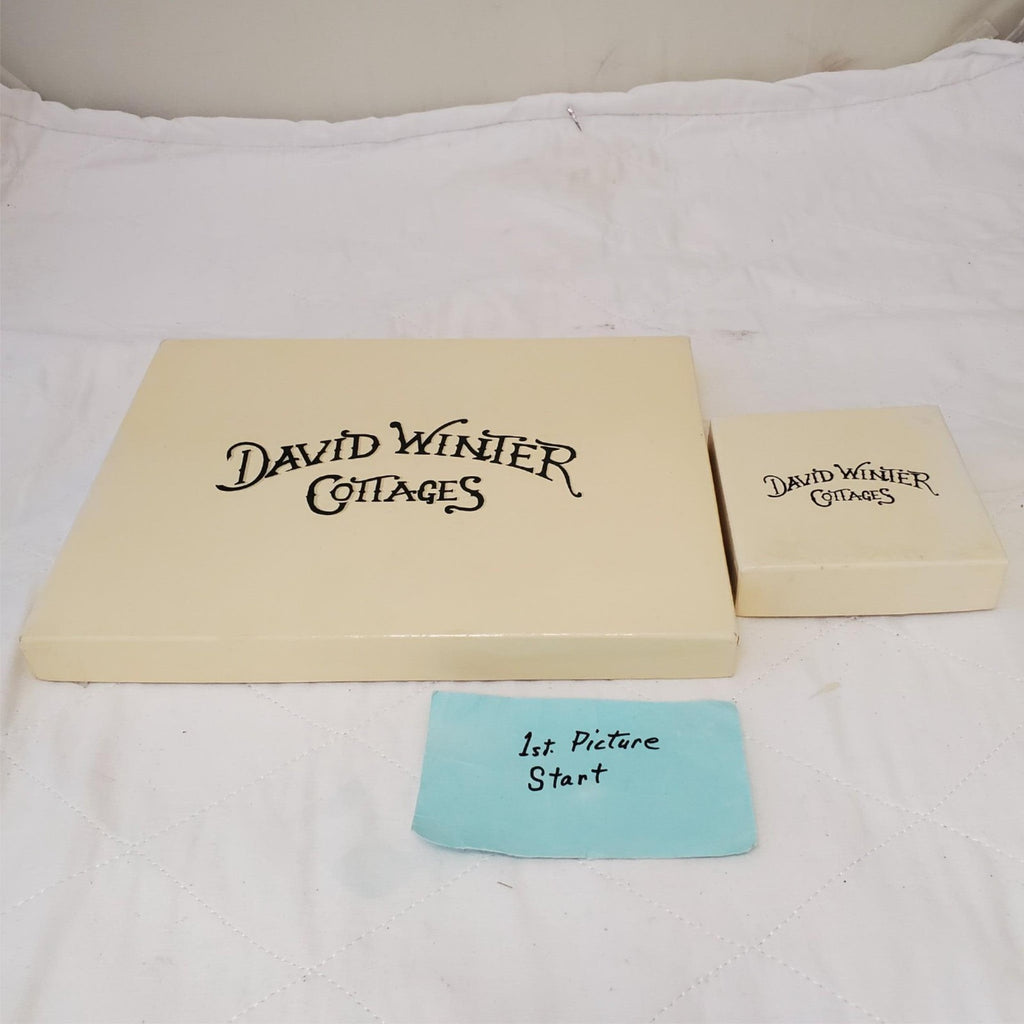 DAVID WINTER
COTTAGES
DAVID WINTER
COTTAGES
1st. Picture
Start